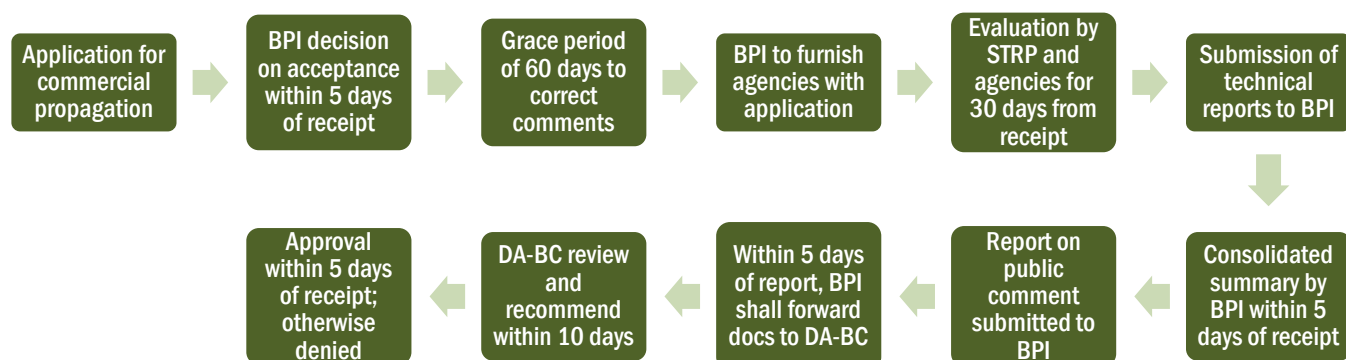 Application for
commercial
propagation
BPI decision
on acceptance
within 5 days
of receipt
Grace period
of 60 days to
correct
comments
BPI to furnish
agencies with
application
Evaluation by
STRP and
agencies for
30 days from
receipt
Submission of
technical
reports to BPI
Consolidated
summary by
BPI within 5
days of receipt
Report on
public
comment
submitted to
BPI
Within 5 days
of report, BPI
shall forward
docs to DA-BC
DA-BC review
and
recommend
within 10 days
Approval
within 5 days
of receipt;
otherwise
denied